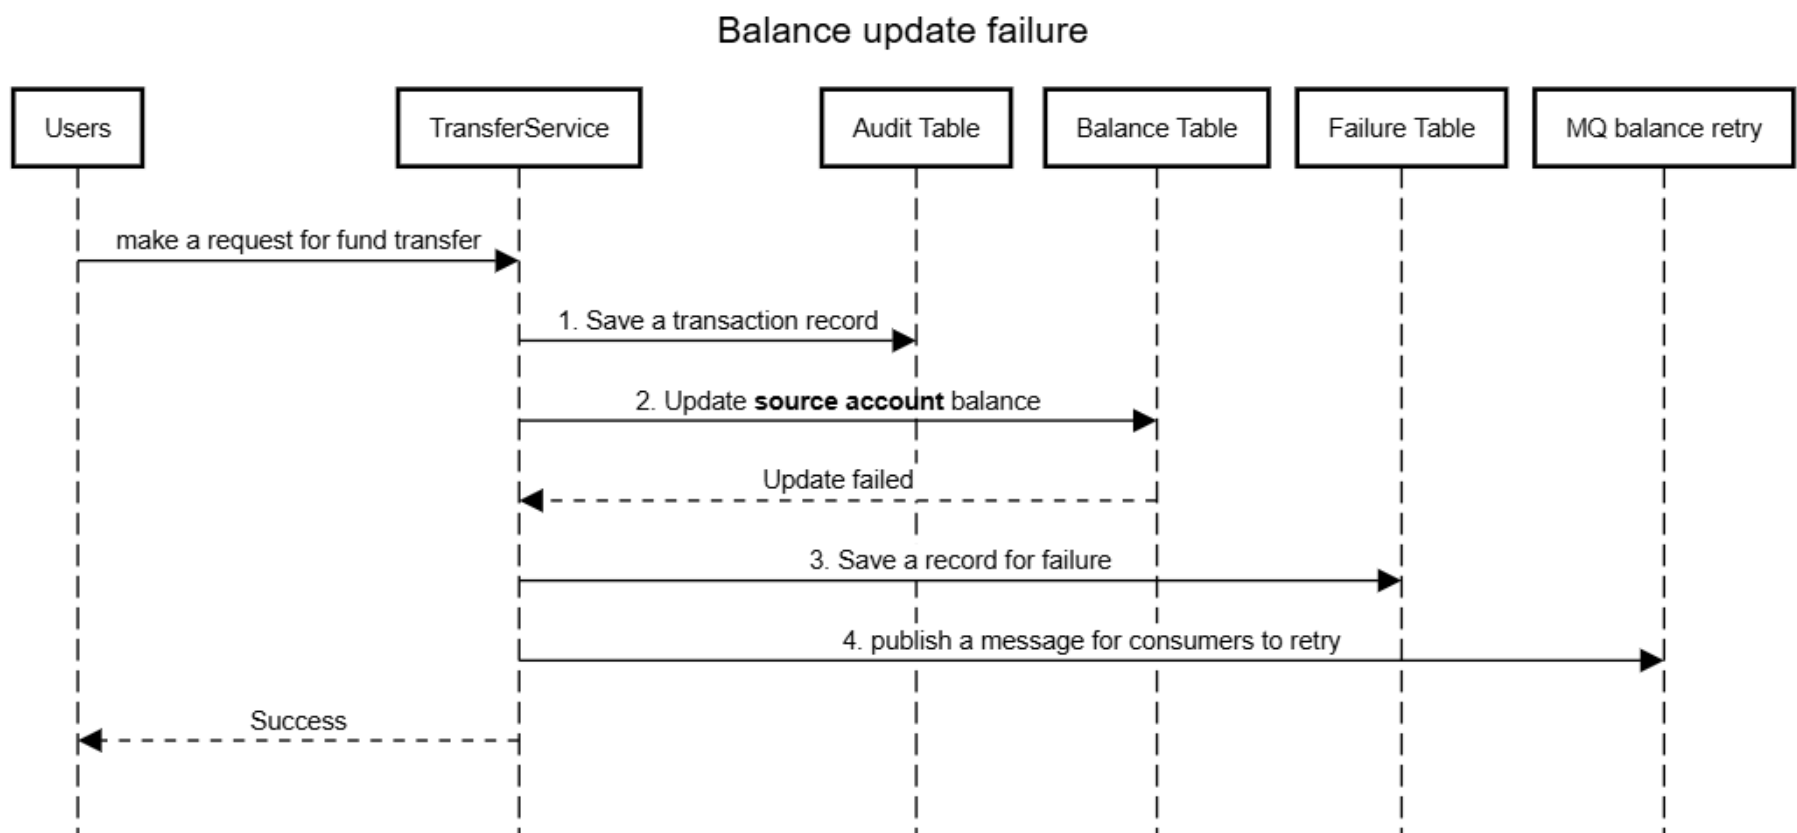 Balance update failure
Users
TransferService
Audit Table
Balance Table
Failure Table
MQ balance retry
make a request for fund transfer
1. Save a transaction record
2. Update source account balance
Update failed
3. Save a record for failure
4. publish a message for consumers to retry
Success